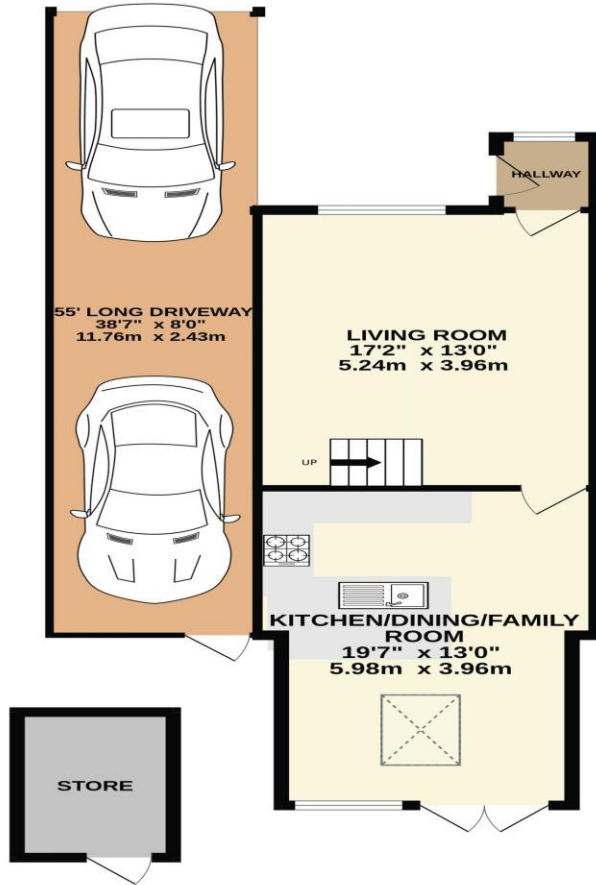 HALLWAY
55' LONG DRIVEWAY
38'7" x 8'0"
11.76m x 2.43m
LIVING ROOM
17'2" x 13'0"
5.24m x 3.96m
UP
KITCHEN/DINING/FAMILY
ROOM
19'7" x 13'0"
5.98m x 3.96m
STORE